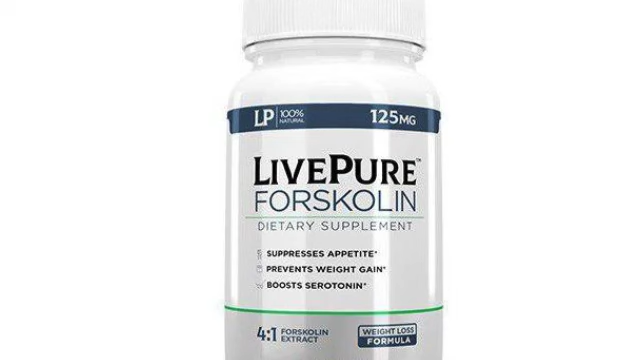 LP 100% NATURAL 125MG
LIVEPURE™
FORSKOLIN
DIETARY SUPPLEMENT
SUPPRESSES APPETITE*
PREVENTS WEIGHT GAIN*
BOOSTS SEROTONIN*
4:1 FORSKOLIN EXTRACT
WEIGHT LOSS FORMULA